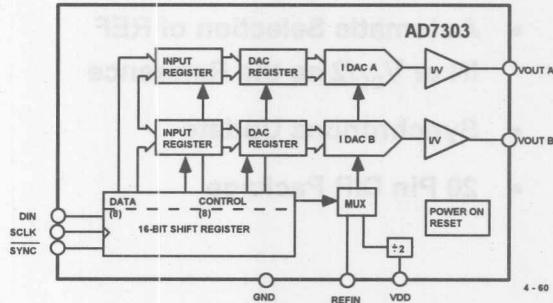 AD7303
INPUT
REGISTER
DAC
REGISTER
I DAC A
I/V
VOUT A
INPUT
REGISTER
DAC
REGISTER
I DAC B
I/V
VOUT B
DATA
(8)
CONTROL
(8)
16-BIT SHIFT REGISTER
MUX
POWER ON
RESET
÷2
DIN
SCLK
SYNC
GND
REFIN
VDD
4 - 60